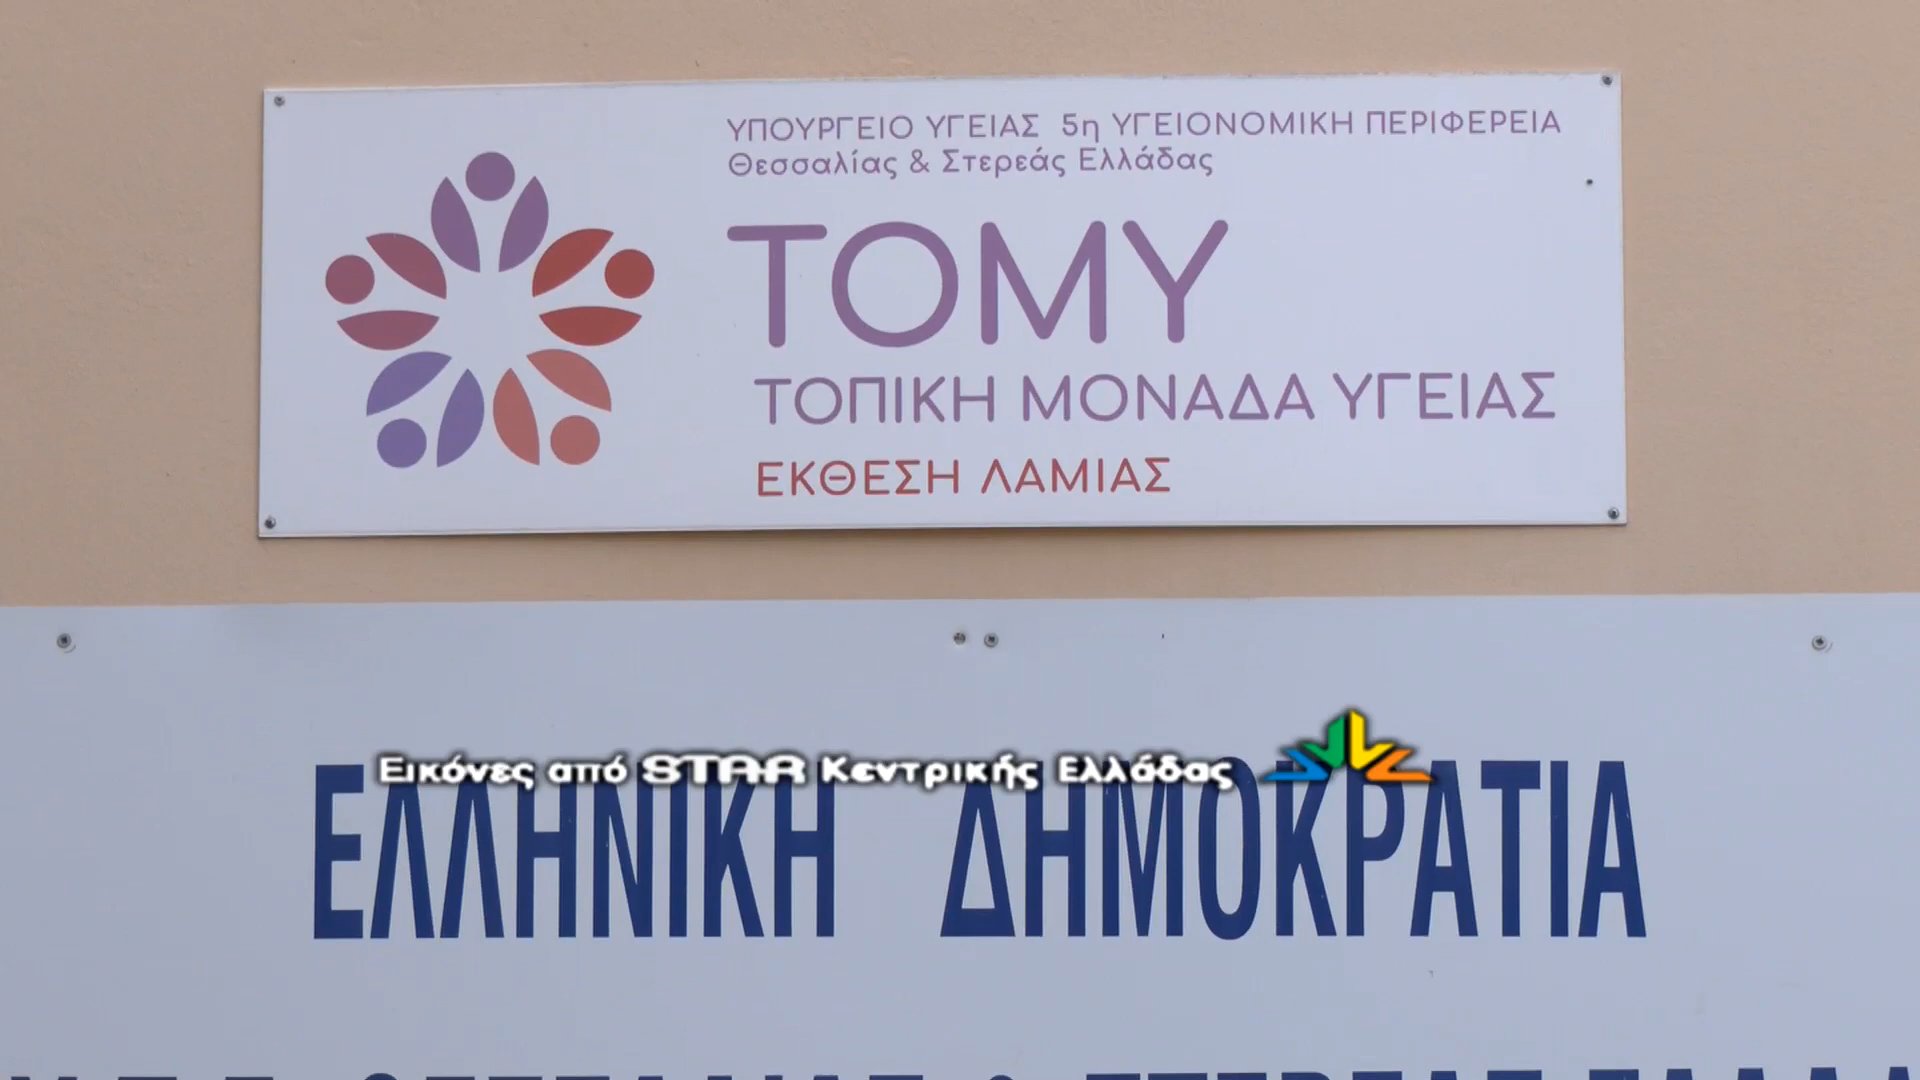 ΥΠΟΥΡΓΕΙΟ ΥΓΕΙΑΣ 5η ΥΓΕΙΟΝΟΜΙΚΗ ΠΕΡΙΦΕΡΕΙΑ
Θεσσαλίας & Στερεάς Ελλάδας
ΤΟΜΥ
ΤΟΠΙΚΗ ΜΟΝΑΔΑ ΥΓΕΙΑΣ
ΕΚΘΕΣΗ ΛΑΜΙΑΣ
Εικόνες από STAR Κεντρικής Ελλάδας
ΕΛΛΗΝΙΚΗ ΔΗΜΟΚΡΑΤΙΑ